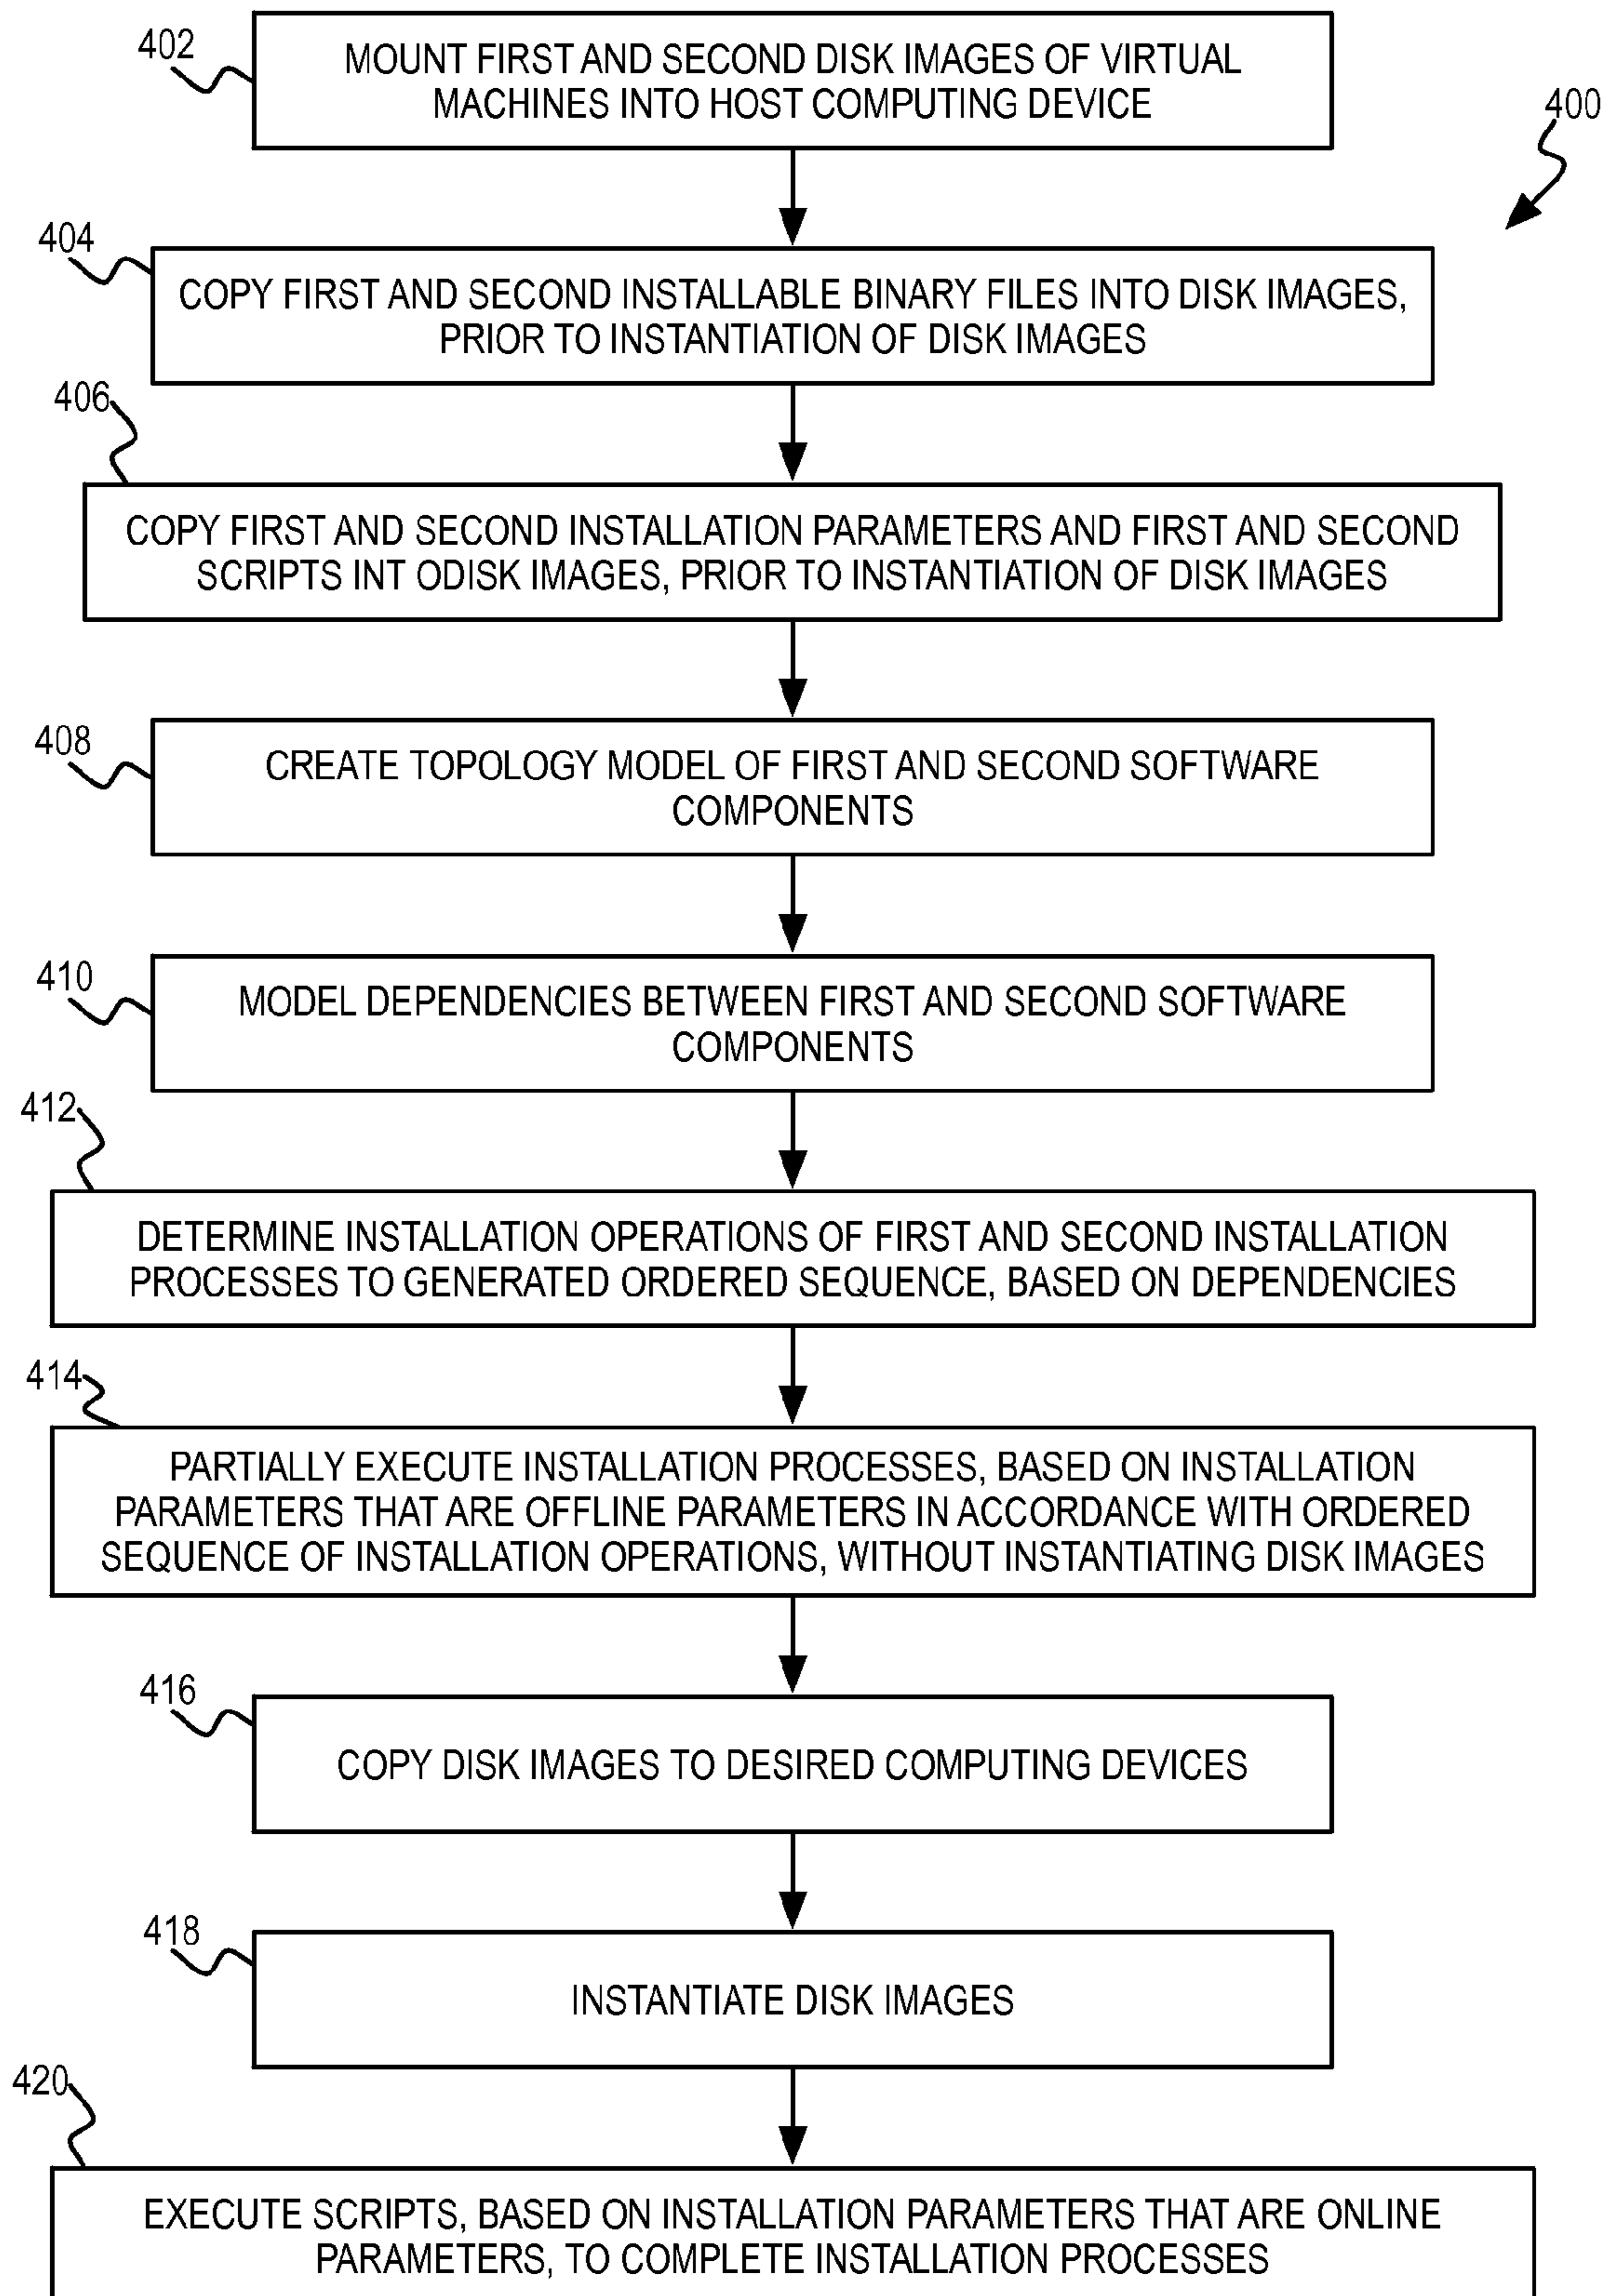 402
MOUNT FIRST AND SECOND DISK IMAGES OF VIRTUAL
MACHINES INTO HOST COMPUTING DEVICE
400
404
COPY FIRST AND SECOND INSTALLABLE BINARY FILES INTO DISK IMAGES,
PRIOR TO INSTANTIATION OF DISK IMAGES
406
COPY FIRST AND SECOND INSTALLATION PARAMETERS AND FIRST AND SECOND
SCRIPTS INT ODISK IMAGES, PRIOR TO INSTANTIATION OF DISK IMAGES
408
CREATE TOPOLOGY MODEL OF FIRST AND SECOND SOFTWARE
COMPONENTS
410
MODEL DEPENDENCIES BETWEEN FIRST AND SECOND SOFTWARE
COMPONENTS
412
DETERMINE INSTALLATION OPERATIONS OF FIRST AND SECOND INSTALLATION
PROCESSES TO GENERATED ORDERED SEQUENCE, BASED ON DEPENDENCIES
414
PARTIALLY EXECUTE INSTALLATION PROCESSES, BASED ON INSTALLATION
PARAMETERS THAT ARE OFFLINE PARAMETERS IN ACCORDANCE WITH ORDERED
SEQUENCE OF INSTALLATION OPERATIONS, WITHOUT INSTANTIATING DISK IMAGES
416
COPY DISK IMAGES TO DESIRED COMPUTING DEVICES
418
INSTANTIATE DISK IMAGES
420
EXECUTE SCRIPTS, BASED ON INSTALLATION PARAMETERS THAT ARE ONLINE
PARAMETERS, TO COMPLETE INSTALLATION PROCESSES